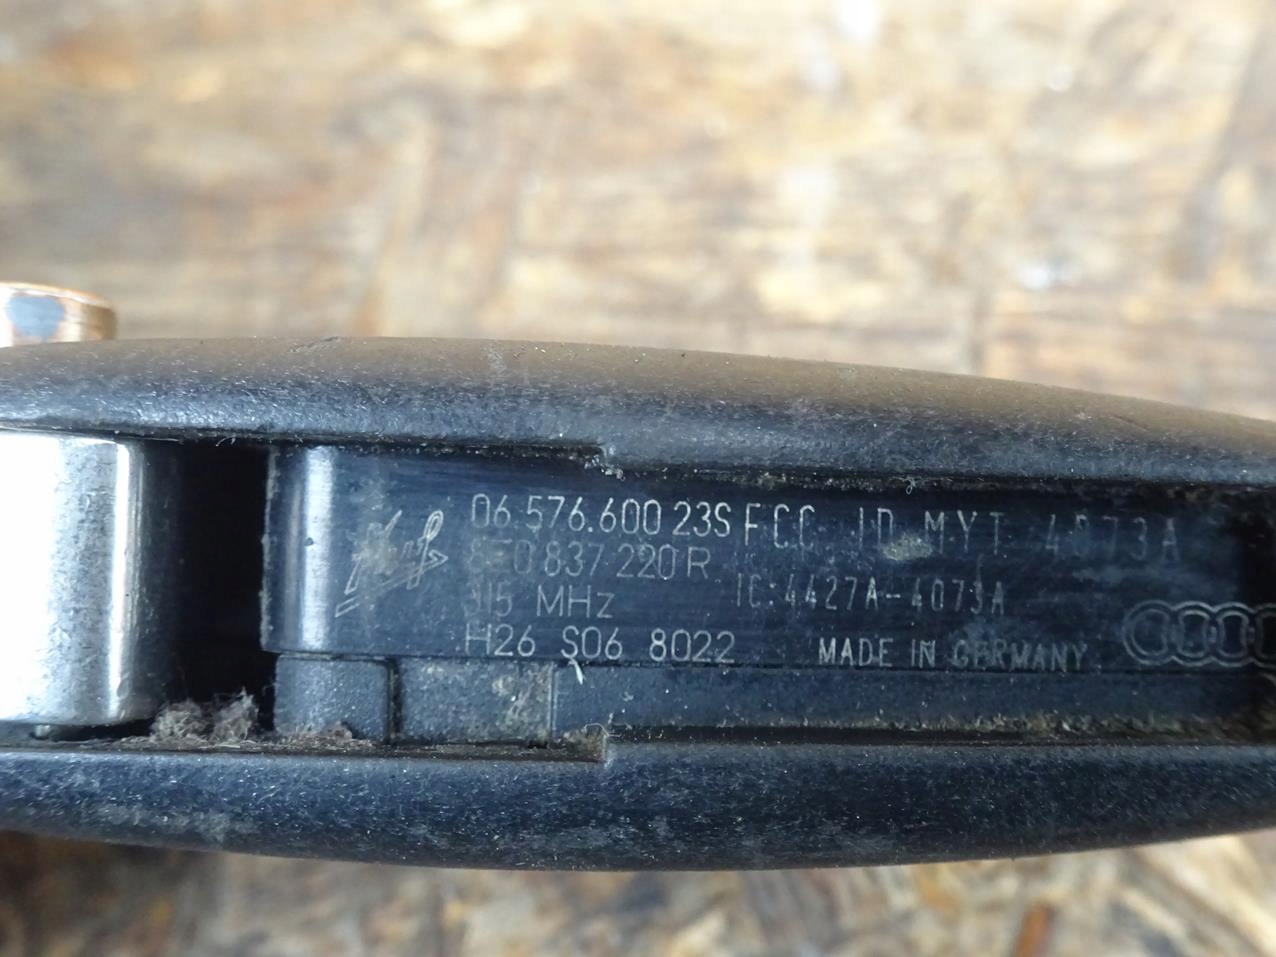 06.576.600 23S FCC ID MYT 4073A
8E0 837 220 R IC:4427A-4073A
315 MHz
H26 S06 8022 MADE IN GERMANY